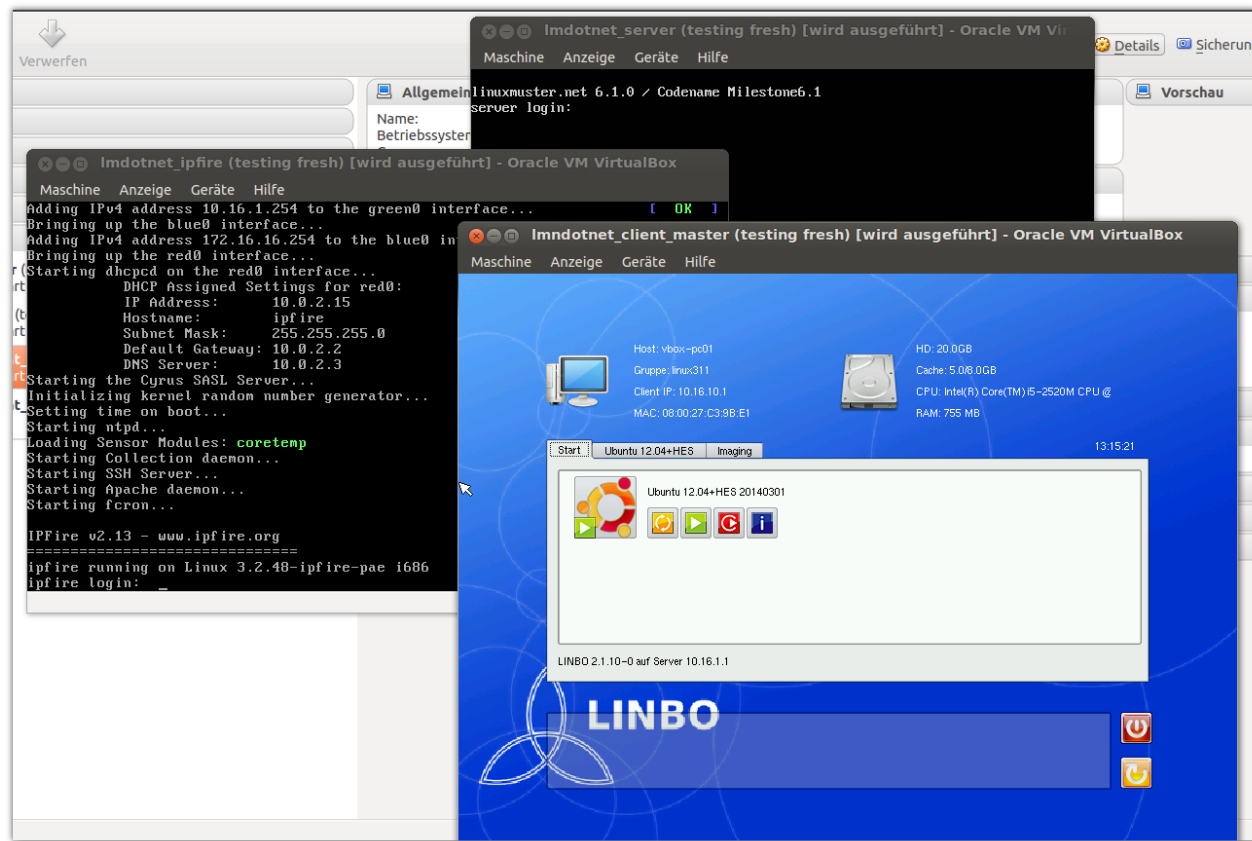 Verwerfen
Details
Sicherun
Allgemein
Vorschau
Name:
Betriebssyster
lmdotnet_server (testing fresh) [wird ausgeführt] - Oracle VM Vir
Maschine Anzeige Geräte Hilfe
linuxmuster.net 6.1.0 / Codename Milestone6.1
server login:
lmdotnet_ipfire (testing fresh) [wird ausgeführt] - Oracle VM VirtualBox
Maschine Anzeige Geräte Hilfe
Adding IPv4 address 10.16.1.254 to the green0 interface... [ OK ]
Bringing up the blue0 interface...
Adding IPv4 address 172.16.16.254 to the blue0 in
Bringing up the red0 interface...
Starting dhcpcd on the red0 interface...
DHCP Assigned Settings for red0:
IP Address: 10.0.2.15
Hostname: ipfire
Subnet Mask: 255.255.255.0
Default Gateway: 10.0.2.2
DNS Server: 10.0.2.3
Starting the Cyrus SASL Server...
Initializing kernel random number generator...
Setting time on boot...
Starting ntpd...
Loading Sensor Modules: coretemp
Starting Collection daemon...
Starting SSH Server...
Starting Apache daemon...
Starting fcron...
IPFire v2.13 - www.ipfire.org
===============================
ipfire running on Linux 3.2.48-ipfire-pae i686
ipfire login: _
lmndotnet_client_master (testing fresh) [wird ausgeführt] - Oracle VM VirtualBox
Maschine Anzeige Geräte Hilfe
Host: vbox-pc01
Gruppe: linux311
Client IP: 10.16.10.1
MAC: 08:00:27:C3:9B:E1
HD: 20.0GB
Cache: 5.0/8.0GB
CPU: Intel(R) Core(TM) i5-2520M CPU @
RAM: 755 MB
13:15:21
Start Ubuntu 12.04+HES Imaging
Ubuntu 12.04+HES 20140301
LINBO 2.1.10-0 auf Server 10.16.1.1
LINBO